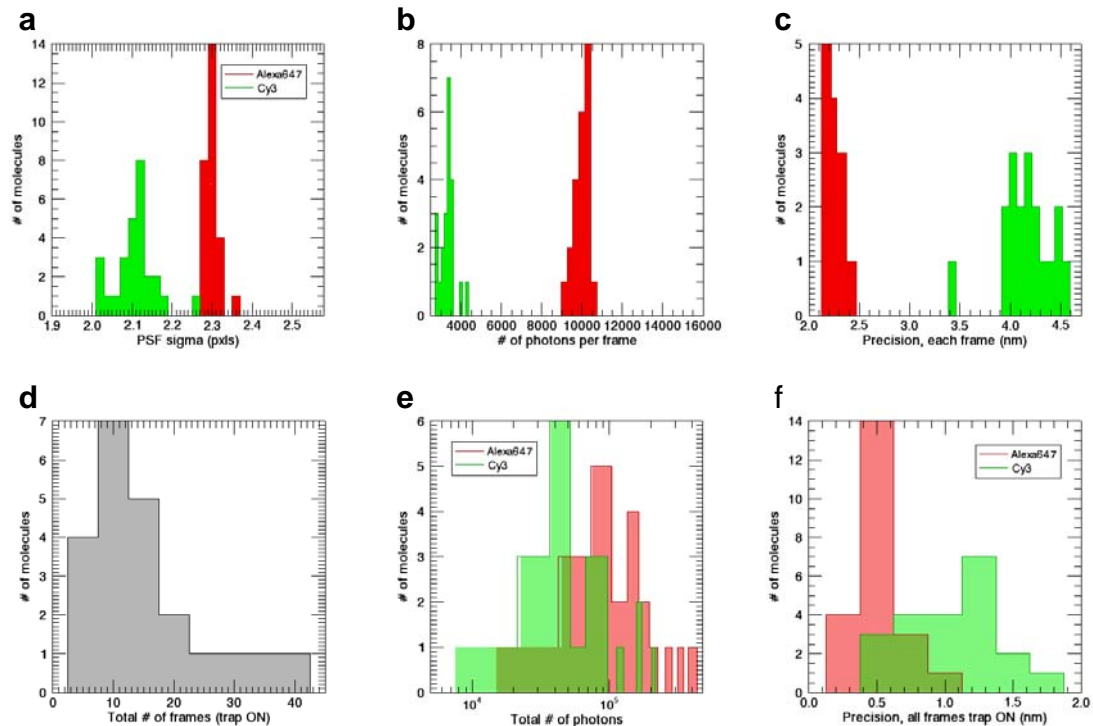 a
14
12
10
8
6
4
2
0
# of molecules
1.9 2.0 2.1 2.2 2.3 2.4 2.5
PSF sigma (pxls)
Alexa647
Cy3
b
8
6
4
2
0
# of molecules
4000 6000 8000 10000 12000 14000 16000
# of photons per frame
c
5
4
3
2
1
0
# of molecules
2.0 2.5 3.0 3.5 4.0 4.5
Precision, each frame (nm)
d
7
6
5
4
3
2
1
0
# of molecules
0 10 20 30 40
Total # of frames (trap ON)
e
6
5
4
3
2
1
0
# of molecules
10⁴ 10⁵
Total # of photons
Alexa647
Cy3
f
14
12
10
8
6
4
2
0
# of molecules
0.0 0.5 1.0 1.5 2.0
Precision, all frames trap ON (nm)
Alexa647
Cy3